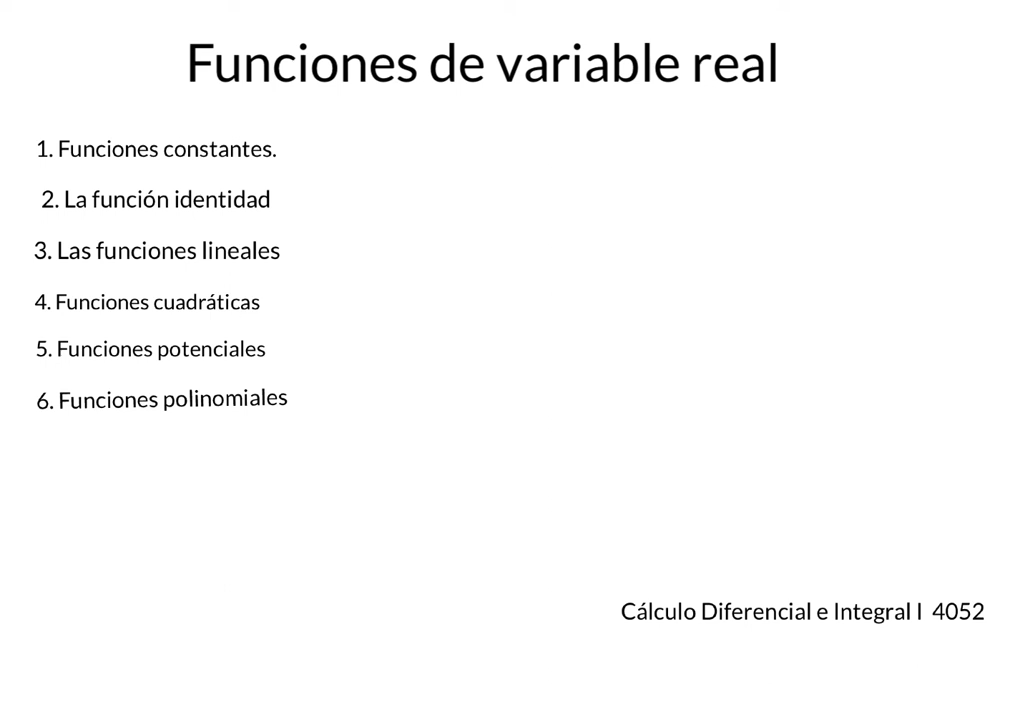 Funciones de variable real
1. Funciones constantes.
2. La función identidad
3. Las funciones lineales
4. Funciones cuadráticas
5. Funciones potenciales
6. Funciones polinomiales
Cálculo Diferencial e Integral I 4052